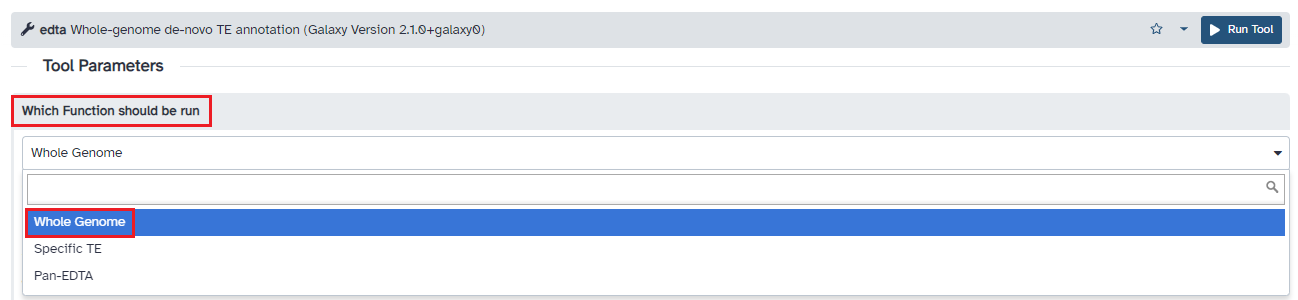 edta Whole-genome de-novo TE annotation (Galaxy Version 2.1.0+galaxy0) Run Tool
Tool Parameters
Which Function should be run
Whole Genome
Whole Genome
Specific TE
Pan-EDTA